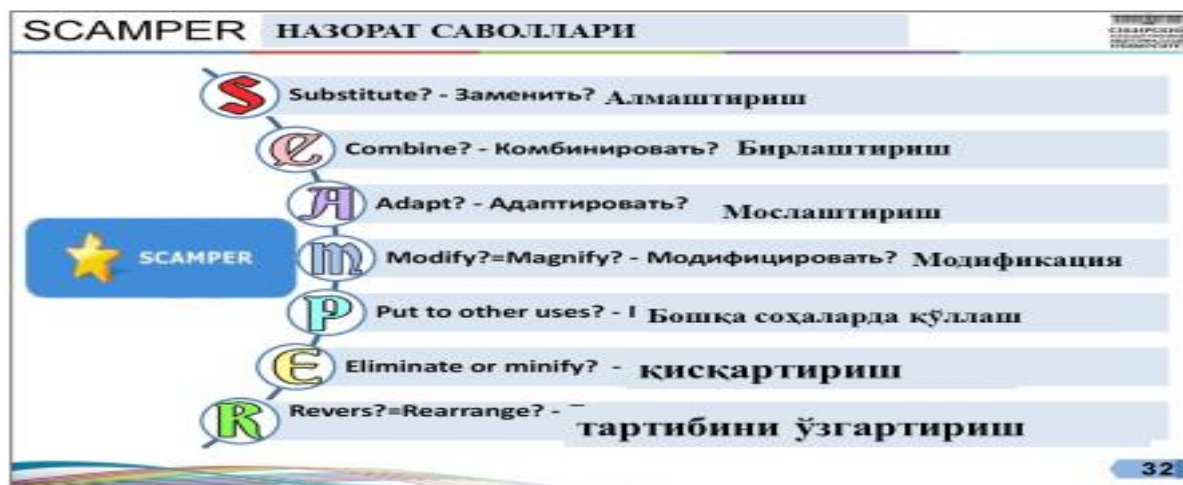 SCAMPER НАЗОРАТ САВОЛЛАРИ
S Substitute? - Заменить? Алмаштириш
C Combine? - Комбинировать? Бирлаштириш
A Adapt? - Адаптировать? Мослаштириш
SCAMPER
m Modify?=Magnify? - Модифицировать? Модификация
P Put to other uses? - Бошқа соҳаларда қўллаш
E Eliminate or minify? - қисқартириш
R Revers?=Rearrange? -
тартибини ўзгартириш
32